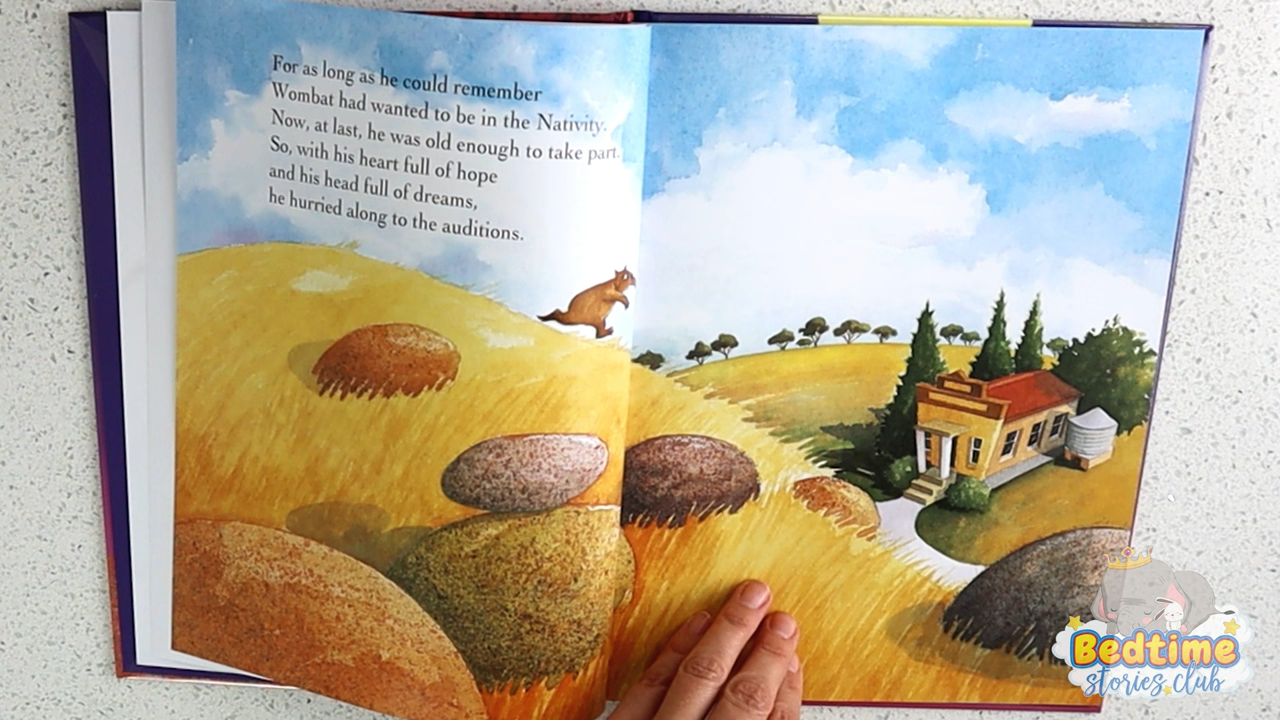 For as long as he could remember
Wombat had wanted to be in the Nativity.
Now, at last, he was old enough to take part.
So, with his heart full of hope
and his head full of dreams,
he hurried along to the auditions.
Bedtime
stories club